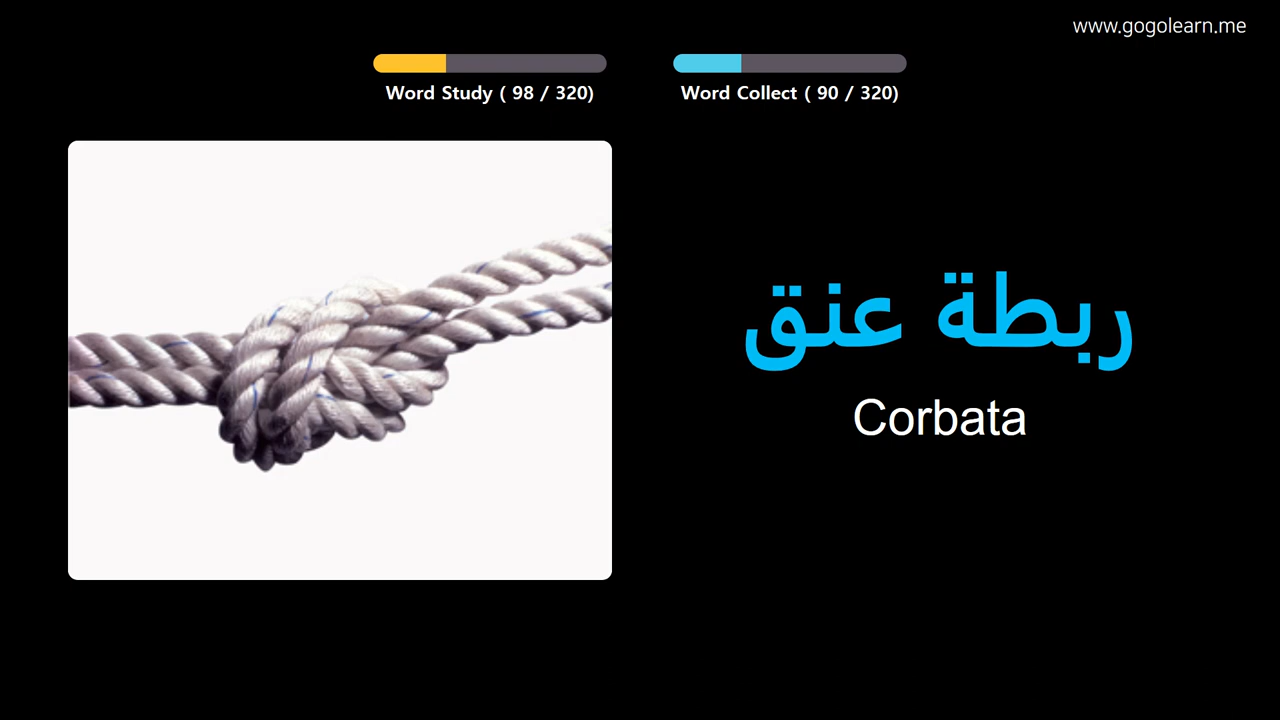 www.gogolearn.me
Word Study ( 98 / 320)
Word Collect ( 90 / 320)
ربطة عنق
Corbata